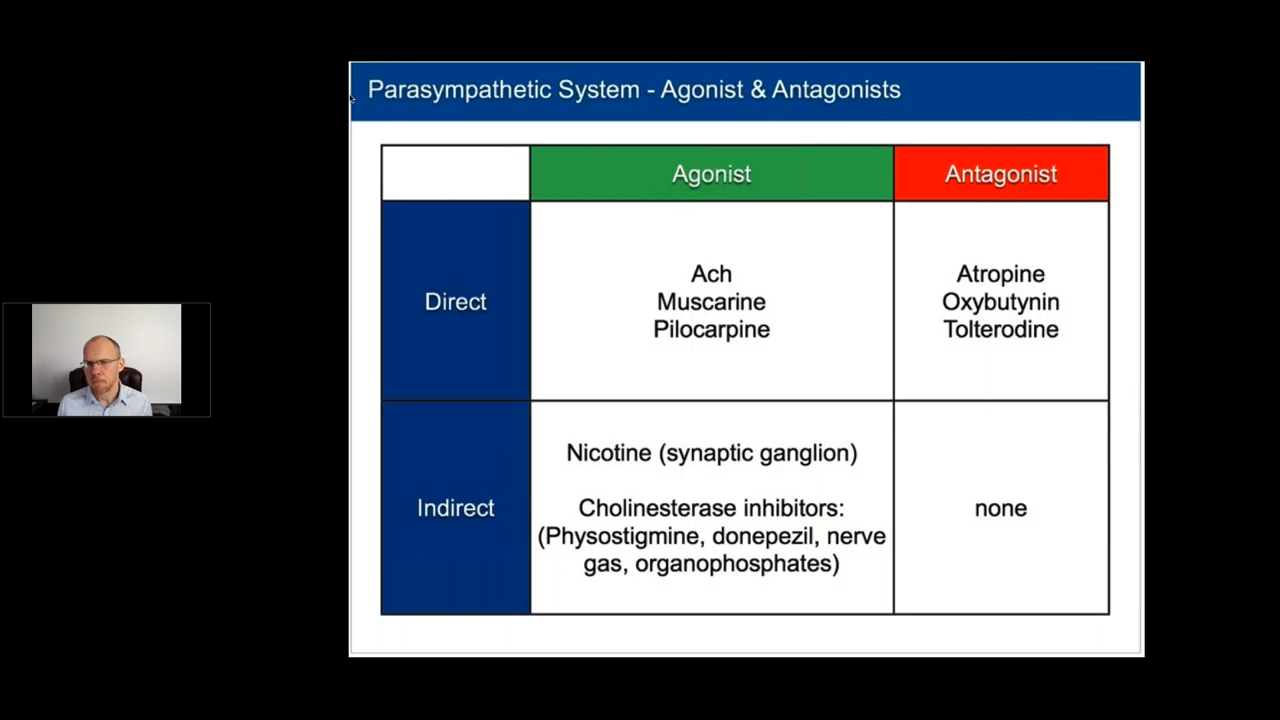 Parasympathetic System - Agonist & Antagonists
Agonist
Antagonist
Direct
Ach
Muscarine
Pilocarpine
Atropine
Oxybutynin
Tolterodine
Indirect
Nicotine (synaptic ganglion)
Cholinesterase inhibitors:
(Physostigmine, donepezil, nerve
gas, organophosphates)
none